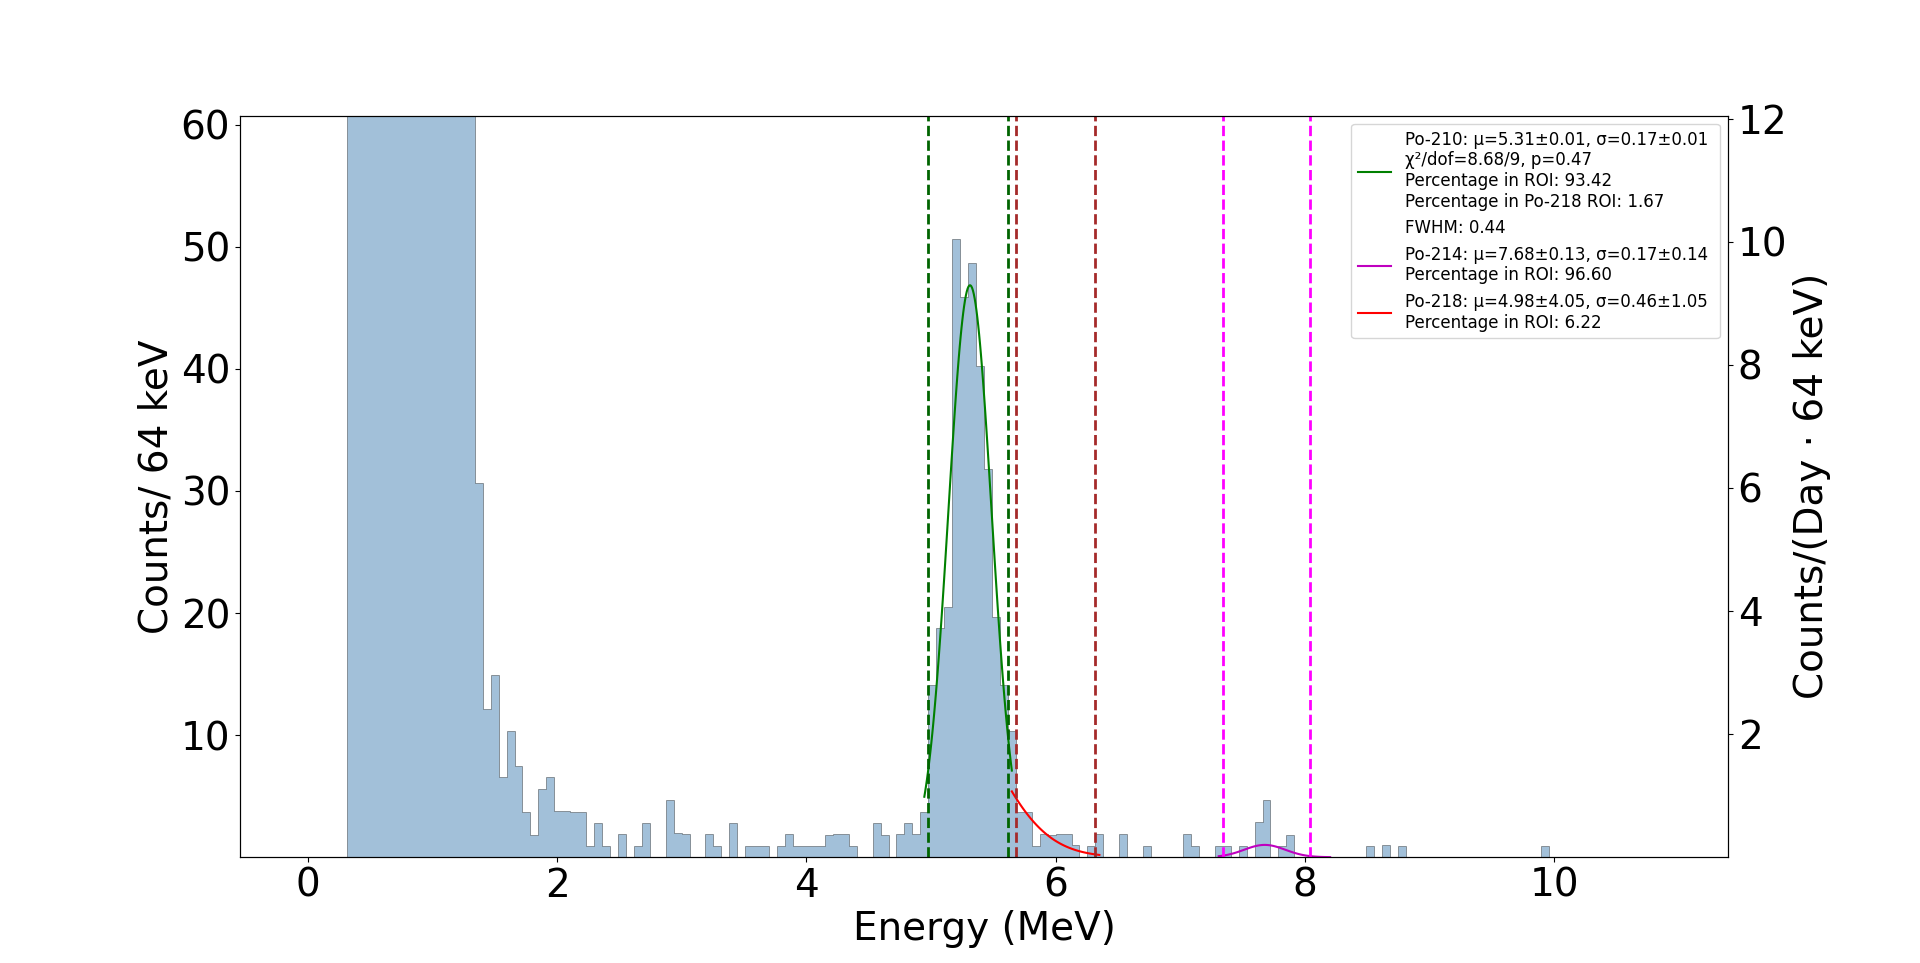 60
50
40
30
20
10
Counts/ 64 keV
0
2
4
6
8
10
Energy (MeV)
12
10
8
6
4
2
Counts/(Day · 64 keV)
Po-210: μ=5.31±0.01, σ=0.17±0.01
χ²/dof=8.68/9, p=0.47
Percentage in ROI: 93.42
Percentage in Po-218 ROI: 1.67
FWHM: 0.44
Po-214: μ=7.68±0.13, σ=0.17±0.14
Percentage in ROI: 96.60
Po-218: μ=4.98±4.05, σ=0.46±1.05
Percentage in ROI: 6.22